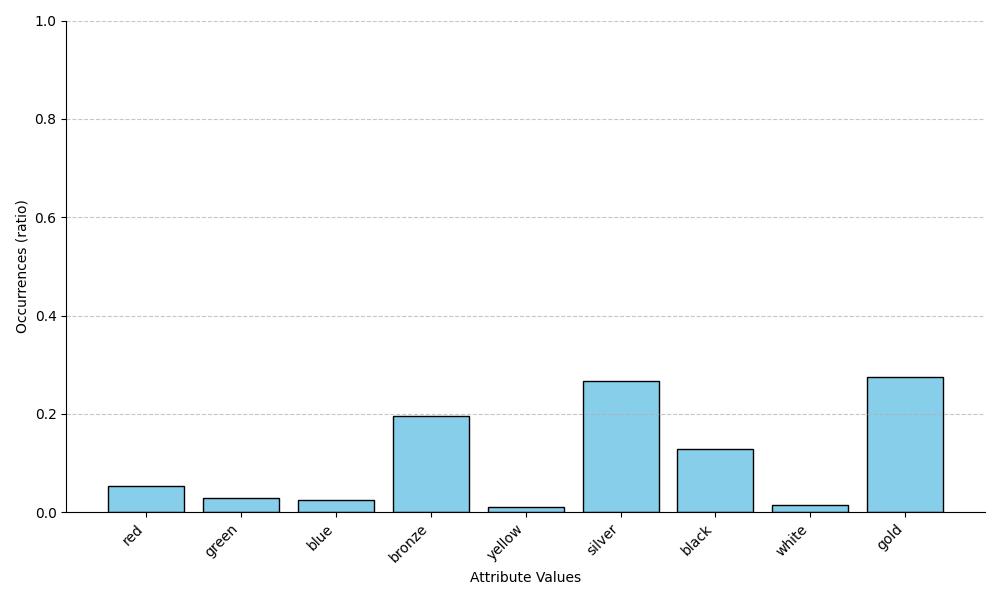 1.0
0.8
0.6
0.4
0.2
0.0
Occurrences (ratio)
red
green
blue
bronze
yellow
silver
black
white
gold
Attribute Values